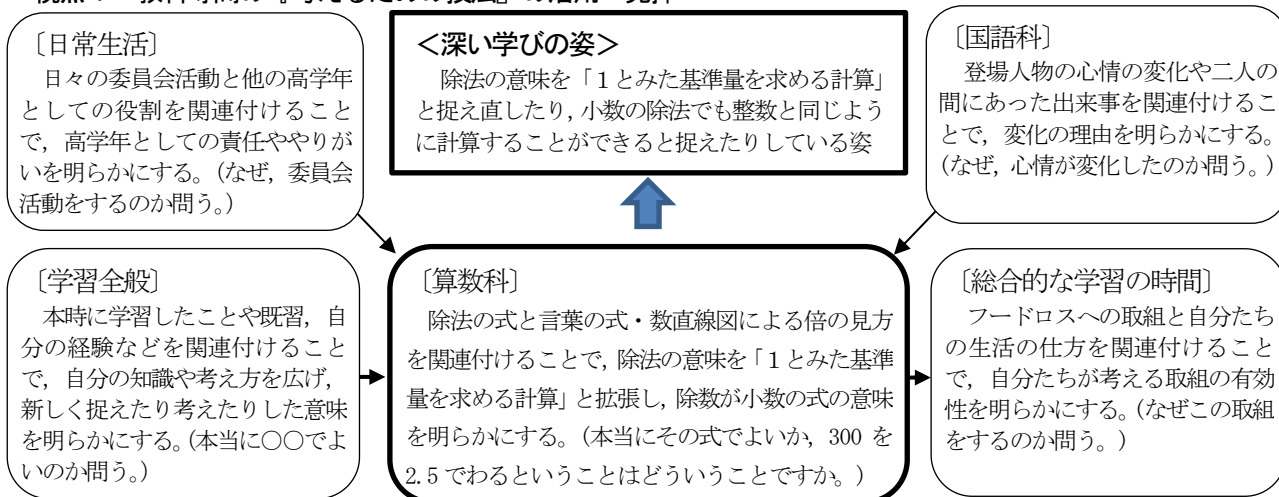 〔日常生活〕
日々の委員会活動と他の高学年
としての役割を関連付けること
で，高学年としての責任ややりが
いを明らかにする。（なぜ，委員会
活動をするのか問う。）
＜深い学びの姿＞
除法の意味を「１とみた基準量を求める計算」
と捉え直したり，小数の除法でも整数と同じよう
に計算することができると捉えたりしている姿
〔国語科〕
登場人物の心情の変化や二人の
間にあった出来事を関連付けるこ
とで，変化の理由を明らかにする。
（なぜ，心情が変化したのか問う。）
〔学習全般〕
本時に学習したことや既習，自
分の経験などを関連付けること
で，自分の知識や考え方を広げ，
新しく捉えたり考えたりした意味
を明らかにする。（本当に○○でよ
いのか問う。）
〔算数科〕
除法の式と言葉の式・数直線図による倍の見方
を関連付けることで，除法の意味を「１とみた基準
量を求める計算」と拡張し，除数が小数の式の意味
を明らかにする。（本当にその式でよいか，300 を
2.5 でわるということはどういうことですか。）
〔総合的な学習の時間〕
フードロスへの取組と自分たち
の生活の仕方を関連付けること
で，自分たちが考える取組の有効
性を明らかにする。（なぜこの取組
をするのか問う。）